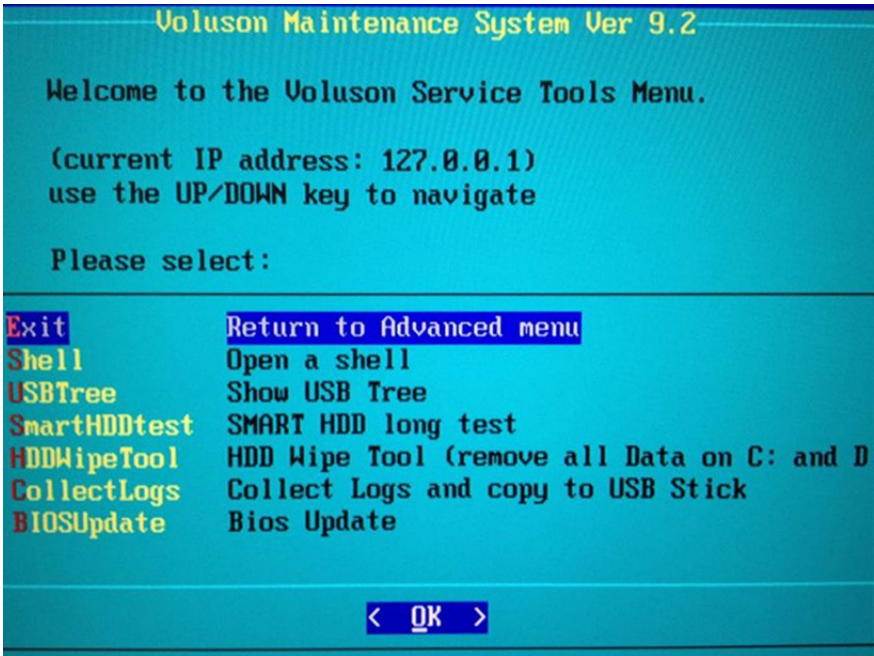 Voluson Maintenance System Ver 9.2
Welcome to the Voluson Service Tools Menu.
(current IP address: 127.0.0.1)
use the UP/DOWN key to navigate
Please select:
Exit Return to Advanced menu
Shell Open a shell
USBTree Show USB Tree
SmartHDDtest SMART HDD long test
HDDWipeTool HDD Wipe Tool (remove all Data on C: and D
CollectLogs Collect Logs and copy to USB Stick
BIOSUpdate Bios Update
< OK >